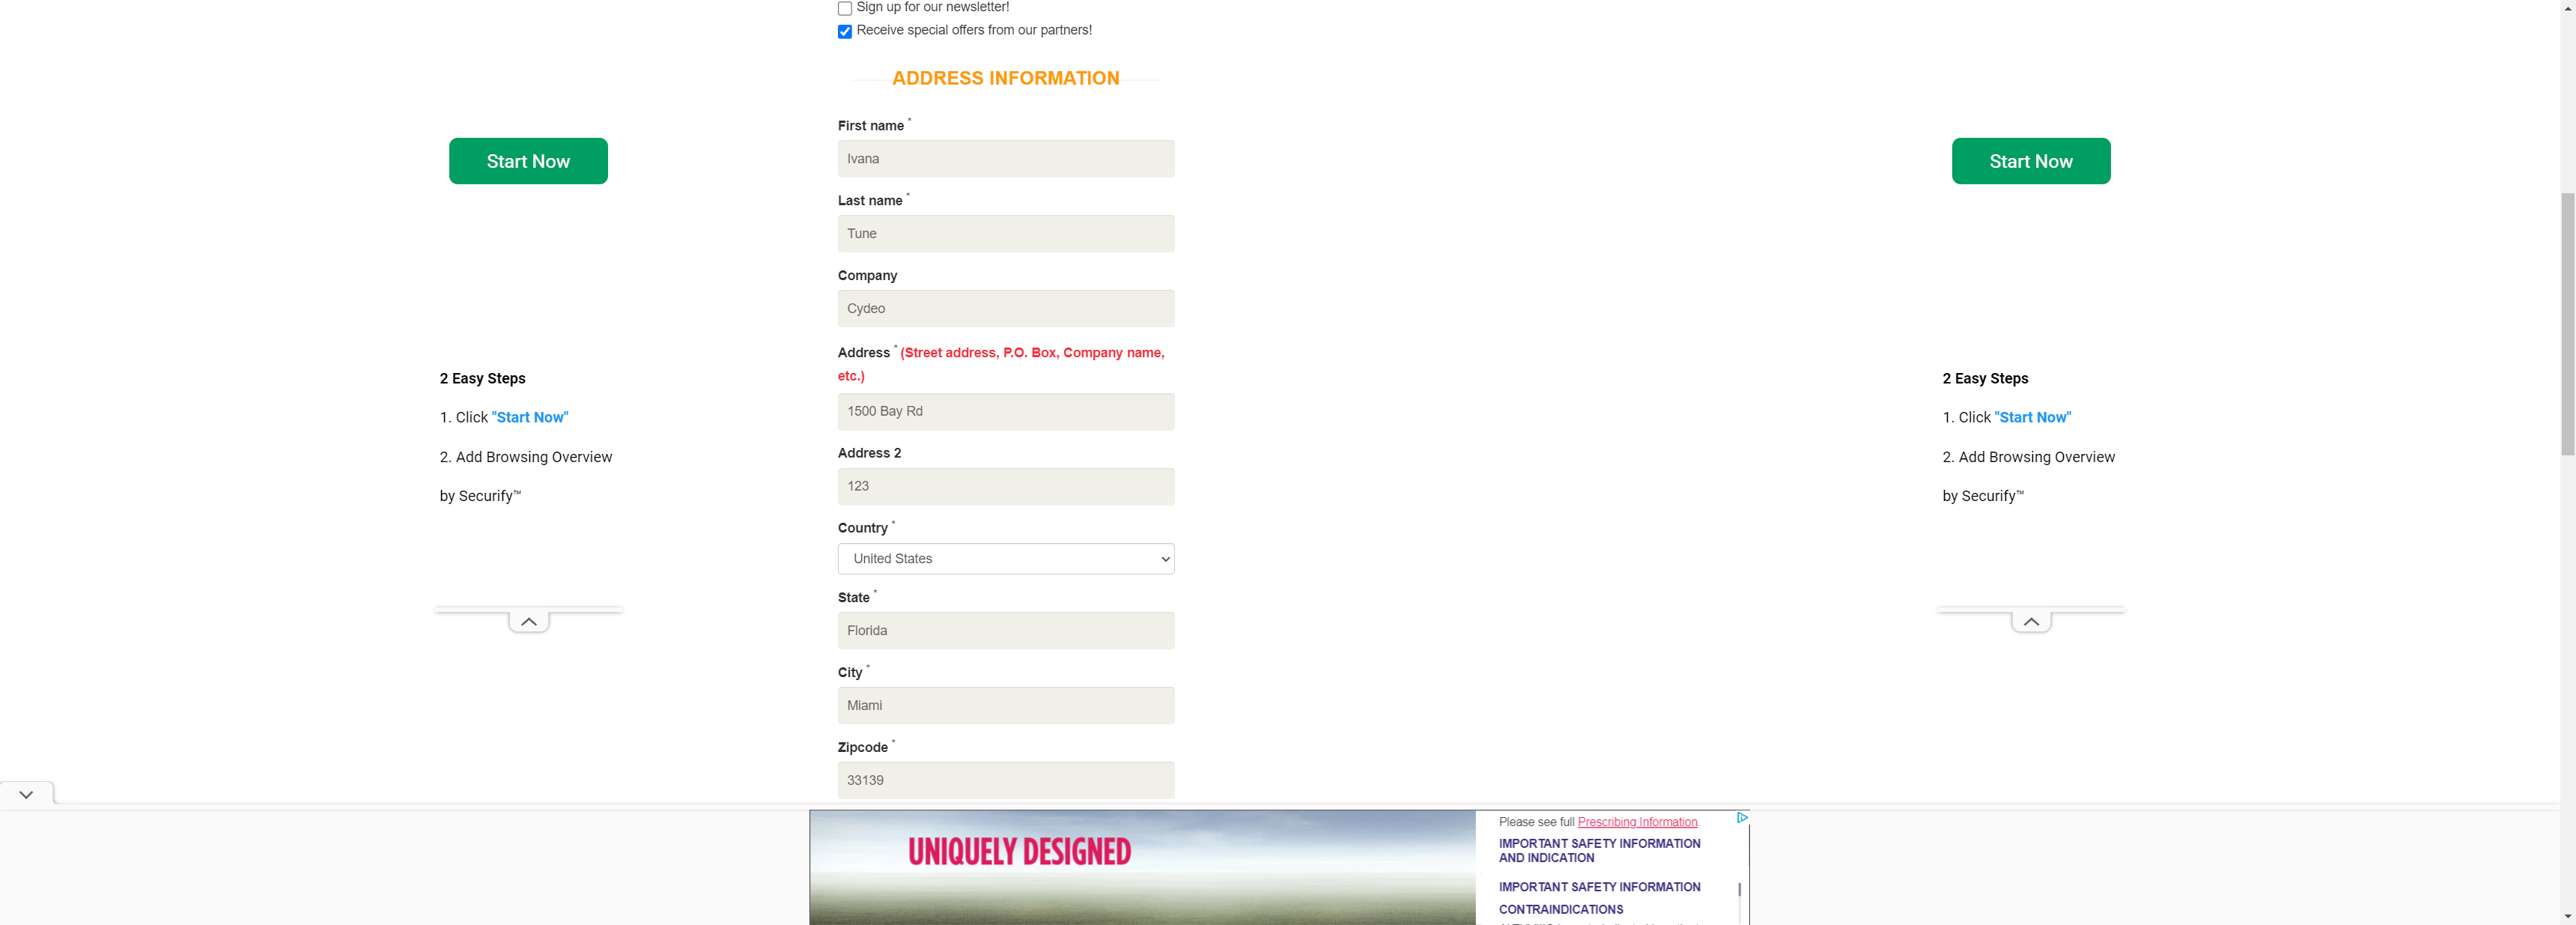 Sign up for our newsletter!
Receive special offers from our partners!
ADDRESS INFORMATION
First name *
Ivana
Last name *
Tune
Company
Cydeo
Address * (Street address, P.O. Box, Company name,
etc.)
1500 Bay Rd
Address 2
123
Country *
United States
State *
Florida
City *
Miami
Zipcode *
33139
Start Now
2 Easy Steps
1. Click "Start Now"
2. Add Browsing Overview
by Securify™
Start Now
2 Easy Steps
1. Click "Start Now"
2. Add Browsing Overview
by Securify™
UNIQUELY DESIGNED
Please see full Prescribing Information.
IMPORTANT SAFETY INFORMATION
AND INDICATION
IMPORTANT SAFETY INFORMATION
CONTRAINDICATIONS